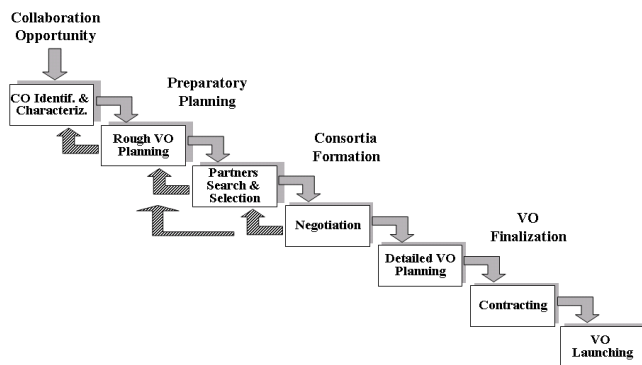 Collaboration
Opportunity
CO Identif. &
Characteriz.
Preparatory
Planning
Rough VO
Planning
Partners
Search &
Selection
Consortia
Formation
Negotiation
Detailed VO
Planning
VO
Finalization
Contracting
VO
Launching